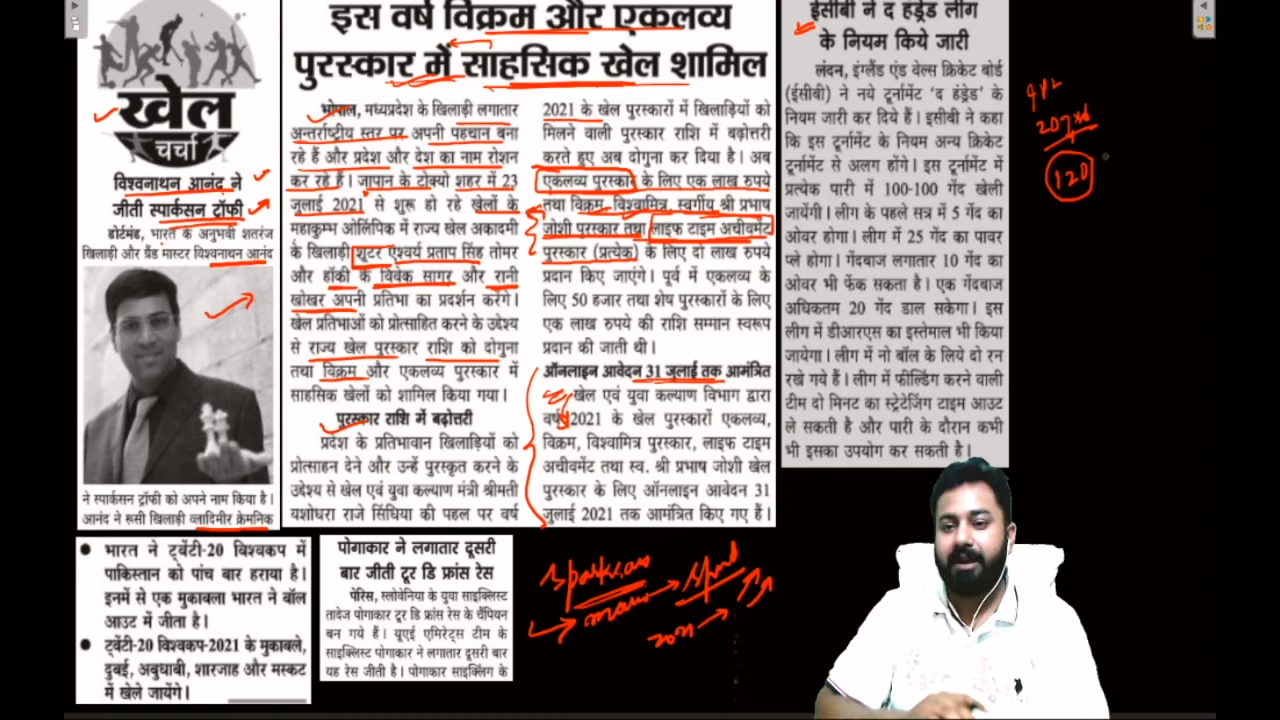 खेल
चर्चा
विश्वनाथन आनंद ने
जीती स्पार्कसन ट्रॉफी
डोर्टमंड, भारत के अनुभवी शतरंज
खिलाड़ी और ग्रैंड मास्टर विश्वनाथन आनंद
ने स्पार्कसन ट्रॉफी को अपने नाम किया है।
आनंद ने रूसी खिलाड़ी व्लादिमीर क्रेमनिक
इस वर्ष विक्रम और एकलव्य
पुरस्कार में साहसिक खेल शामिल
भोपाल, मध्यप्रदेश के खिलाड़ी लगातार
अन्तर्राष्ट्रीय स्तर पर अपनी पहचान बना
रहे हैं और प्रदेश और देश का नाम रोशन
कर रहे हैं। जापान के टोक्यो शहर में 23
जुलाई 2021 से शुरू हो रहे खेलों के
महाकुम्भ ओलिंपिक में राज्य खेल अकादमी
के खिलाड़ी शूटर ऐश्वर्य प्रताप सिंह तोमर
और हॉकी के विवेक सागर और रानी
खोखर अपनी प्रतिभा का प्रदर्शन करेंगे।
खेल प्रतिभाओं को प्रोत्साहित करने के उद्देश्य
से राज्य खेल पुरस्कार राशि को दोगुना
तथा विक्रम और एकलव्य पुरस्कार में
साहसिक खेलों को शामिल किया गया।
पुरस्कार राशि में बढ़ोत्तरी
प्रदेश के प्रतिभावान खिलाड़ियों को
प्रोत्साहन देने और उन्हें पुरस्कृत करने के
उद्देश्य से खेल एवं युवा कल्याण मंत्री श्रीमती
यशोधरा राजे सिंधिया की पहल पर वर्ष
2021 के खेल पुरस्कारों में खिलाड़ियों को
मिलने वाली पुरस्कार राशि में बढ़ोत्तरी
करते हुए अब दोगुना कर दिया है। अब
एकलव्य पुरस्कार के लिए एक लाख रुपये
तथा विक्रम, विश्वामित्र, स्वर्गीय श्री प्रभाष
जोशी पुरस्कार तथा लाइफ टाइम अचीवमेंट
पुरस्कार (प्रत्येक) के लिए दो लाख रुपये
प्रदान किए जाएंगे। पूर्व में एकलव्य के
लिए 50 हजार तथा शेष पुरस्कारों के लिए
एक लाख रुपये की राशि सम्मान स्वरूप
प्रदान की जाती थी।
ऑनलाइन आवेदन 31 जुलाई तक आमंत्रित
खेल एवं युवा कल्याण विभाग द्वारा
वर्ष 2021 के खेल पुरस्कारों एकलव्य,
विक्रम, विश्वामित्र पुरस्कार, लाइफ टाइम
अचीवमेंट तथा स्व. श्री प्रभाष जोशी खेल
पुरस्कार के लिए ऑनलाइन आवेदन 31
जुलाई 2021 तक आमंत्रित किए गए हैं।
ईसीबी ने द हंड्रेड लीग
के नियम किये जारी
लंदन, इंग्लैंड एंड वेल्स क्रिकेट बोर्ड
(ईसीबी) ने नये टूर्नामेंट 'द हंड्रेड' के
नियम जारी कर दिये हैं। ईसीबी ने कहा
कि इस टूर्नामेंट के नियम अन्य क्रिकेट
टूर्नामेंट से अलग होंगे। इस टूर्नामेंट में
प्रत्येक पारी में 100-100 गेंद खेली
जायेंगी। लीग के पहले सत्र में 5 गेंद का
ओवर होगा। लीग में 25 गेंद का पावर
प्ले होगा। गेंदबाज लगातार 10 गेंद का
ओवर भी फेंक सकता है। एक गेंदबाज
अधिकतम 20 गेंद डाल सकेगा। इस
लीग में डीआरएस का इस्तेमाल भी किया
जायेगा। लीग में नो बॉल के लिये दो रन
रखे गये हैं। लीग में फील्डिंग करने वाली
टीम दो मिनट का स्ट्रेटेजिंग टाइम आउट
ले सकती है और पारी के दौरान कभी
भी इसका उपयोग कर सकती है।
120
भारत ने ट्वेंटी-20 विश्वकप में
पाकिस्तान को पांच बार हराया है।
इनमें से एक मुकाबला भारत ने बॉल
आउट में जीता है।
ट्वेंटी-20 विश्वकप-2021 के मुकाबले,
दुबई, अबुधाबी, शारजाह और मस्कट
में खेले जायेंगे।
पोगाकार ने लगातार दूसरी
बार जीती टूर डि फ्रांस रेस
पेरिस, स्लोवेनिया के युवा साइक्लिस्ट
तादेज पोगाकार टूर डि फ्रांस रेस के चैंपियन
बन गये हैं। यूएई एमिरेट्स टीम के
साइक्लिस्ट पोगाकार ने लगातार दूसरी बार
यह रेस जीती है। पोगाकार साइक्लिंग के
2021